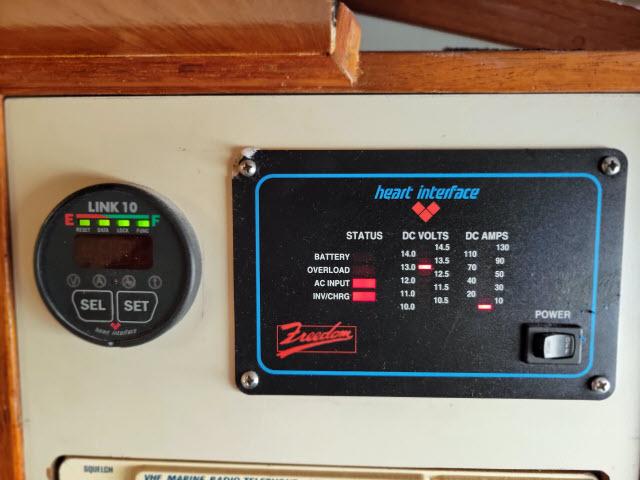 LINK 10
E F
RESET DATA LOCK FUNC
V A Ah t
SEL SET
heart interface
heart interface
STATUS DC VOLTS DC AMPS
BATTERY
OVERLOAD
AC INPUT
INV/CHRG
14.5
14.0
13.5
13.0
12.5
12.0
11.5
11.0
10.5
10.0
130
110
90
70
50
40
30
20
10
Freedom
POWER
SQUELCH
VHF MARINE RADIO TELEPHONE